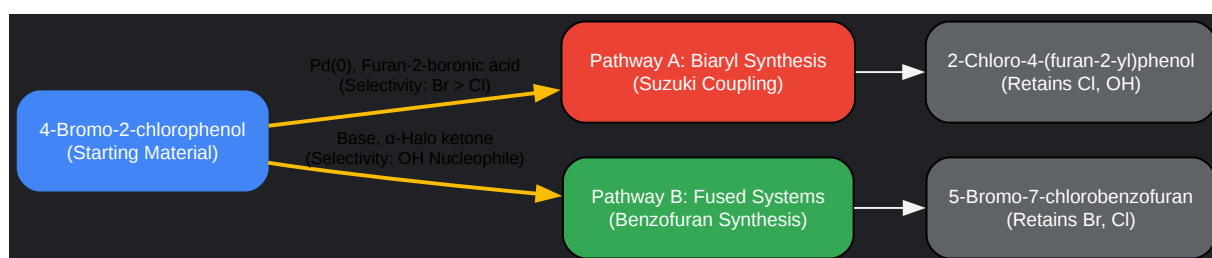 4-Bromo-2-chlorophenol
(Starting Material)
Pd(0), Furan-2-boronic acid
(Selectivity: Br > Cl)
Base, α-Halo ketone
(Selectivity: OH Nucleophile)
Pathway A: Biaryl Synthesis
(Suzuki Coupling)
2-Chloro-4-(furan-2-yl)phenol
(Retains Cl, OH)
Pathway B: Fused Systems
(Benzofuran Synthesis)
5-Bromo-7-chlorobenzofuran
(Retains Br, Cl)